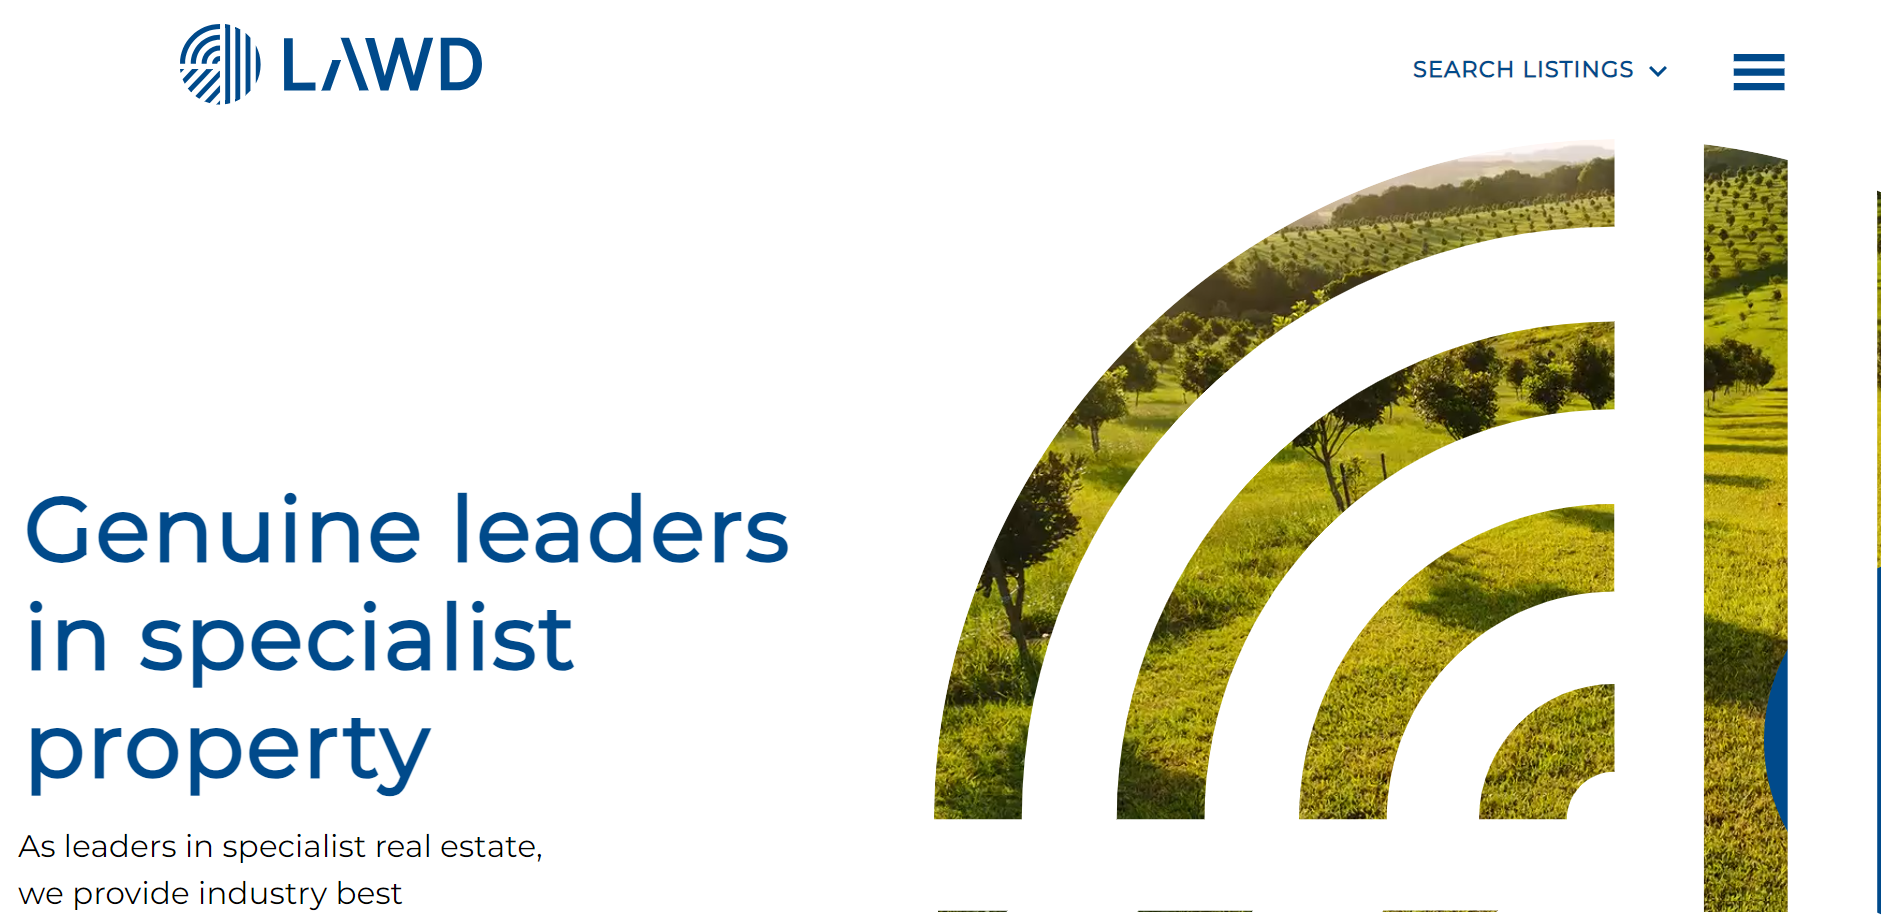 LAWD
SEARCH LISTINGS
Genuine leaders
in specialist
property
As leaders in specialist real estate,
we provide industry best